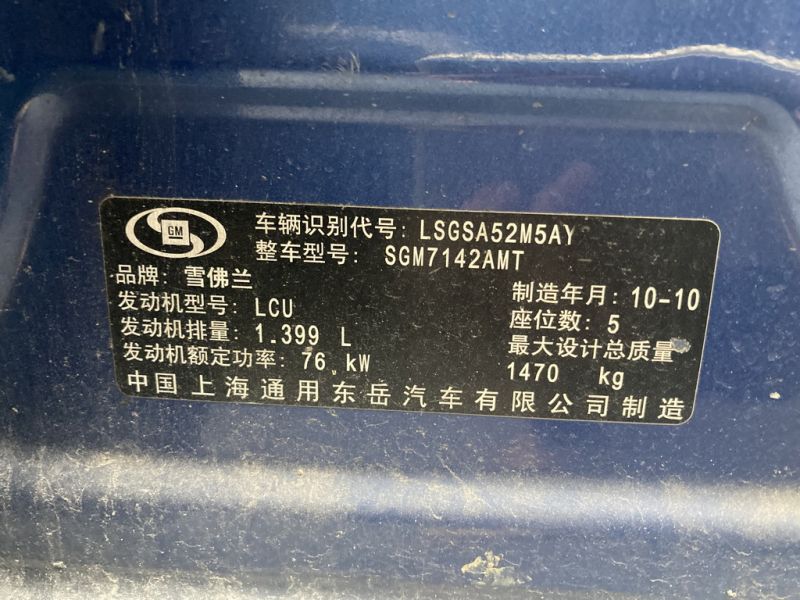 GM
车辆识别代号: LSGSA52M5AY
整车型号: SGM7142AMT
品牌: 雪佛兰
制造年月: 10-10
发动机型号: LCU
座位数: 5
发动机排量: 1.399 L
最大设计总质量
发动机额定功率: 76 kW
1470 kg
中国上海通用东岳汽车有限公司制造